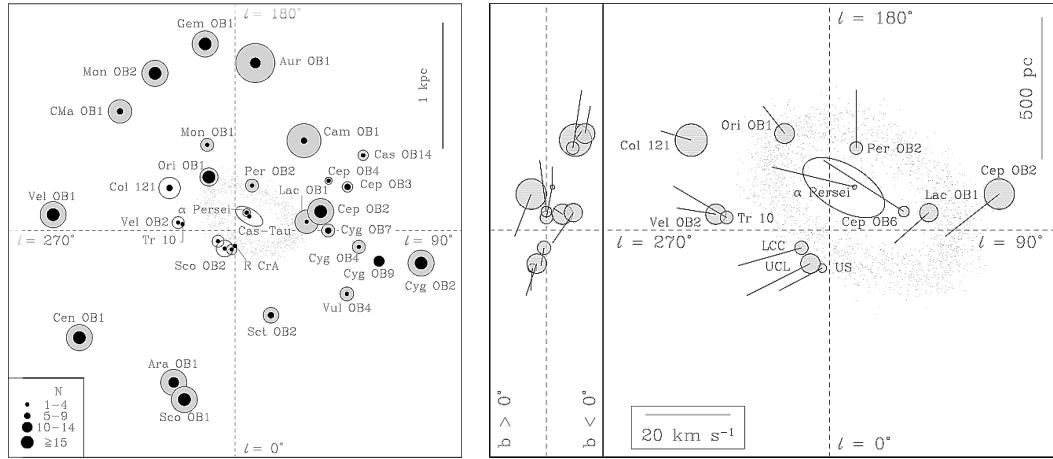 l = 180°
Gem OB1
Aur OB1
Mon OB2
1 kpc
CMa OB1
Mon OB1
Cam OB1
Cas OB14
Ori OB1
Per OB2
Cep OB4
Col 121
Lac OB1
Cep OB3
Vel OB1
α Persei
Cep OB2
Vel OB2
Cas-Tau
Cyg OB7
l =
270°
l =
90°
Tr 10
Cyg OB4
Sco OB2
R CrA
Cyg OB9
Cyg OB2
Vul OB4
Sct OB2
Cen OB1
Ara OB1
Sco OB1
N
1-4
5-9
10-14
≧15
l = 0°
b > 0°
b < 0°
l = 180°
500 pc
Ori OB1
Col 121
Per OB2
Cep OB2
α Persei
Lac OB1
Vel OB2
Tr 10
Cep OB6
l =
270°
l =
90°
LCC
UCL
US
20 km s⁻¹
l = 0°